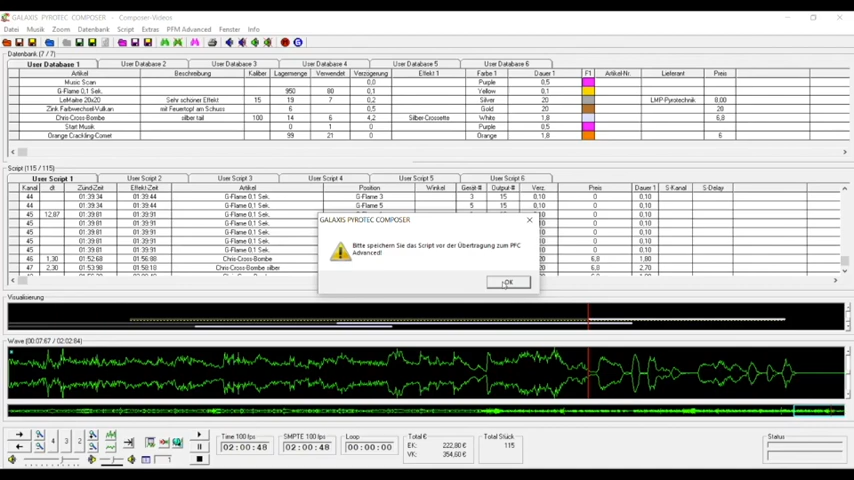 GALAXIS PYROTEC COMPOSER - Composer-Videos
Datei Musik Zoom Datenbank Script Extras PFM Advanced Fenster Info
Datenbank (7 / 7)
User Database 1 User Database 2 User Database 3 User Database 4 User Database 5 User Database 6
Artikel Beschreibung Kaliber Lagermenge Verwendet Verzögerung Effekt 1 Farbe 1 Dauer 1 F1 Artikel-Nr. Lieferant Preis
Music Scan 0,0 Purple 0,5
G-Flame 0,1 Sek. 950 80 0,1 Yellow 0,1
LeMaitre 20x20 Sehr schöner Effekt 15 19 7 0,2 Silver 20 LMP-Pyrotechnik 8,00
Zink Farbwechsel-Vulkan mit Feuertopf am Schuss 6 0,5 Gold 20 20
Chris-Cross-Bombe silber tail 100 14 6 4,2 Silber-Crossette White 1,8 6,8
Start Musik 0 1 Purple 0,5
Orange Crackling-Comet 99 21 Orange 1,8 6
Script (115 / 115)
User Script 1 User Script 2 User Script 3 User Script 4 User Script 5 User Script 6
Kanal dt Zünd-Zeit Effekt-Zeit Artikel Position Winkel Gerät # Output # Verz. Preis Dauer 1 S-Kanal S-Delay
44 01:39:34 01:39:44 G-Flame 0,1 Sek. G-Flame 3 3 15 0,10 0 0,10
44 01:39:34 01:39:44 G-Flame 0,1 Sek. G-Flame 5 5 15 0,10 0 0,10
45 12,87 01:39:40 01:39:50 G-Flame 0,1 Sek. 0,10 0 0,10
45 01:39:40 01:39:50 G-Flame 0,1 Sek. 0,10 0 0,10
45 01:39:40 01:39:50 G-Flame 0,1 Sek. 0,10 0 0,10
45 01:39:40 01:39:50 G-Flame 0,1 Sek. 0,10 0 0,10
45 01:39:40 01:39:50 G-Flame 0,1 Sek. 0,10 0 0,10
46 1,30 01:52:68 01:56:88 Chris-Cross-Bombe 6,8 1,80
47 2,30 01:53:98 01:58:18 Chris-Cross-Bombe silber 6,8 2,70
GALAXIS PYROTEC COMPOSER
Bitte speichern Sie das Script vor der Übertragung zum PFC
Advanced!
OK
Visualisierung
Wave (00:07:67 / 02:02:84)
4 3 2
1
Time 100 fps
02:00:48
SMPTE 100 fps
02:00:48
Loop
00:00:00
Total €
EK: 222,80 €
VK: 354,60 €
Total Stück
115
Status